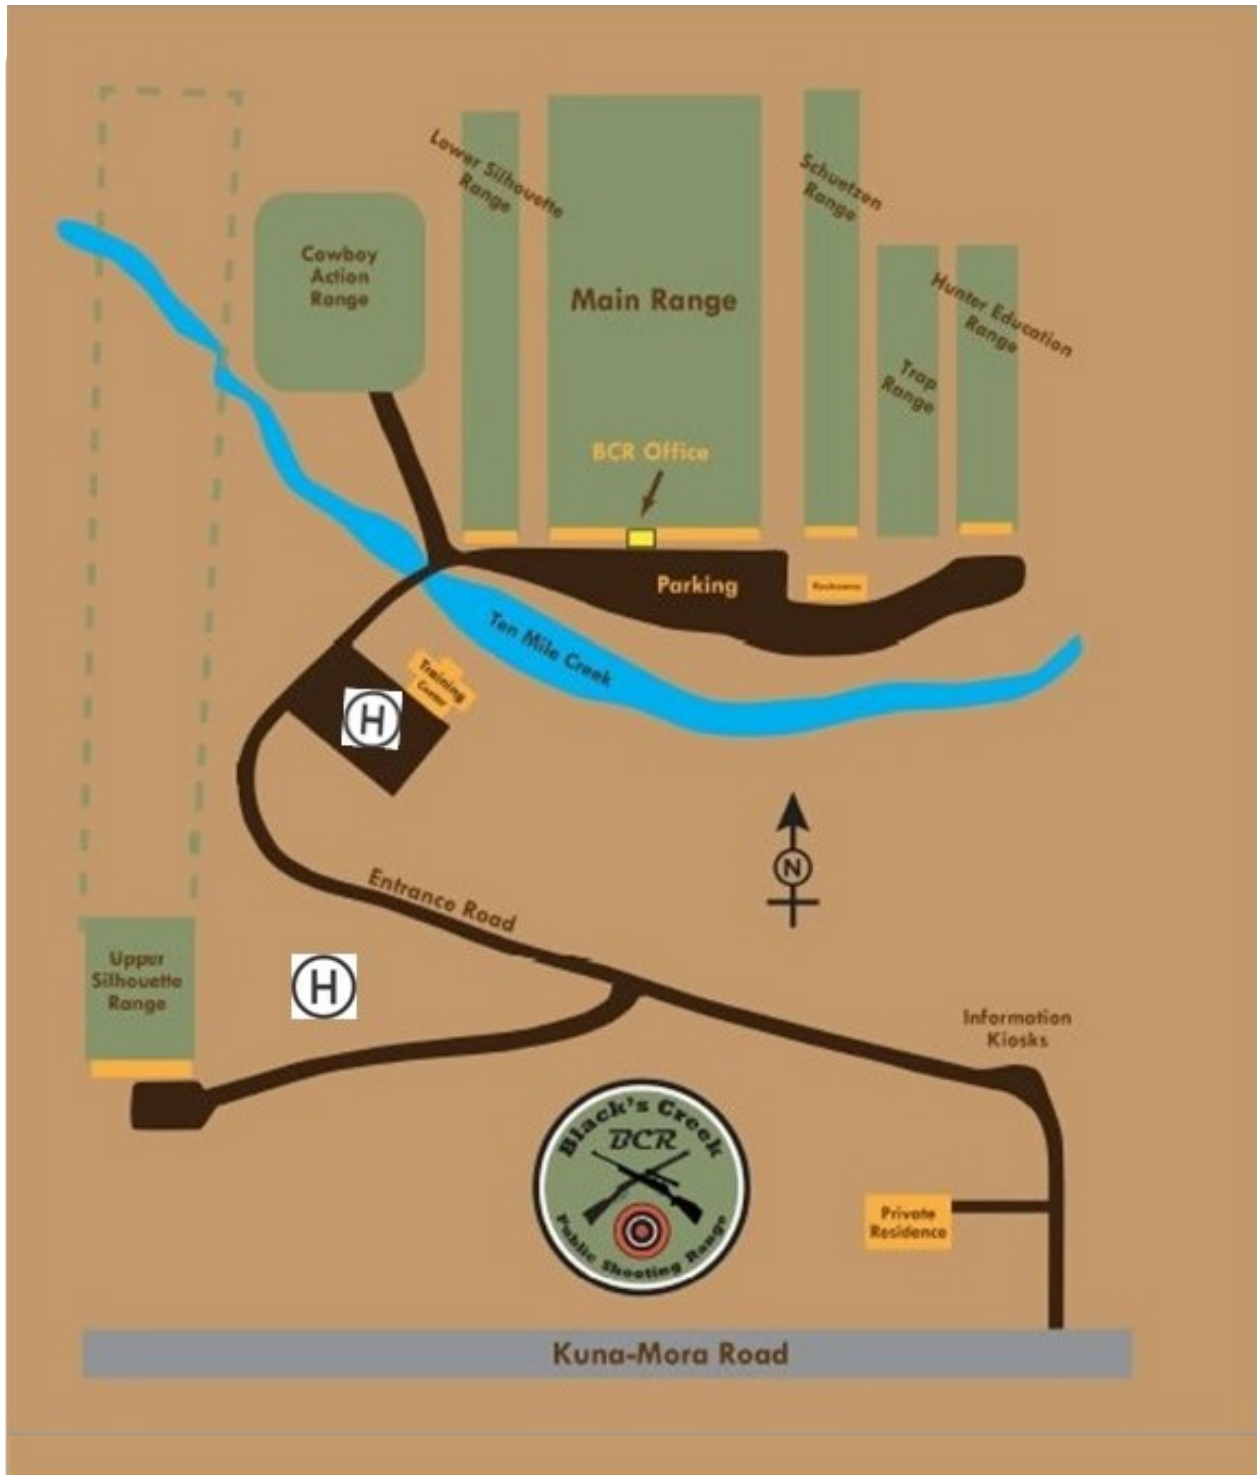 Lower Silhouette
Range
Schuetzen
Range
Cowboy
Action
Range
Main Range
Hunter Education
Range
Trap
Range
BCR Office
Parking
Restrooms
Ten Mile Creek
Training
Center
H
N
Entrance Road
Upper
Silhouette
Range
H
Information
Kiosks
Black's Creek
BCR
Public Shooting Range
Private
Residence
Kuna-Mora Road